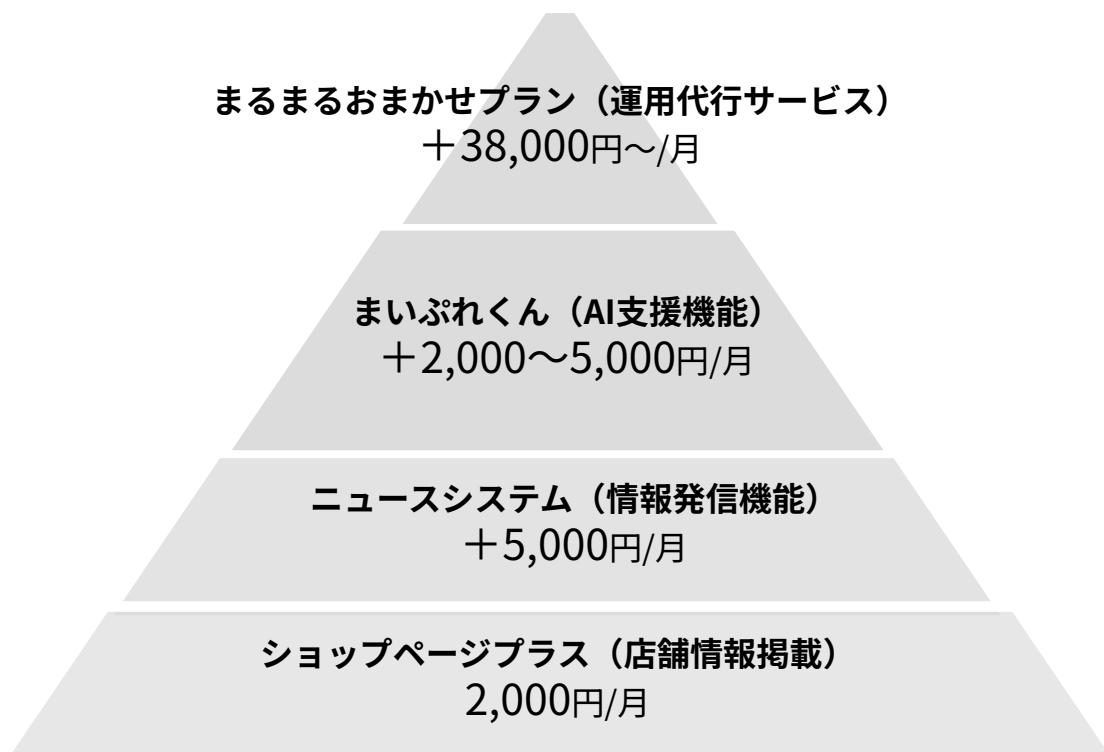 まるまるおまかせプラン（運用代行サービス）
＋38,000円～/月
まいぷれくん（AI支援機能）
＋2,000～5,000円/月
ニュースシステム（情報発信機能）
＋5,000円/月
ショップページプラス（店舗情報掲載）
2,000円/月